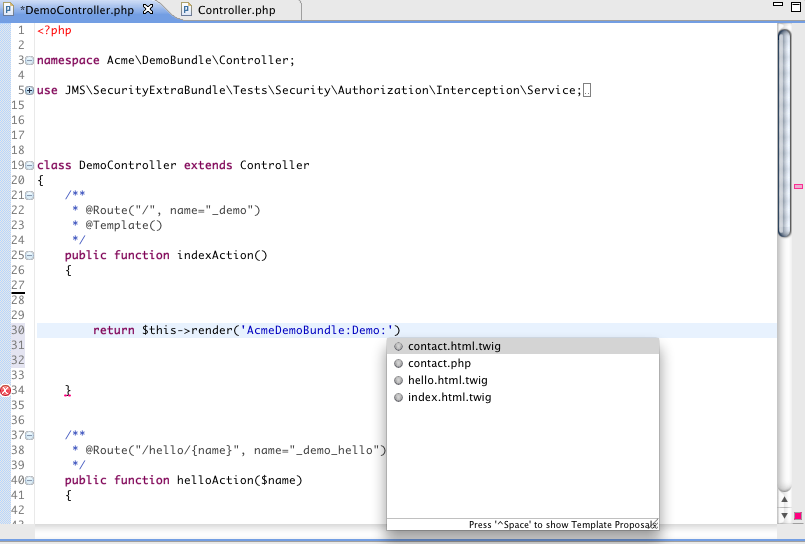 *DemoController.php Controller.php
1 <?php
2
3 namespace Acme\DemoBundle\Controller;
4
5 use JMS\SecurityExtraBundle\Tests\Security\Authorization\Interception\Service;
15
16
17
18
19 class DemoController extends Controller
20 {
21 /**
22 * @Route("/", name="_demo")
23 * @Template()
24 */
25 public function indexAction()
26 {
27
28
29
30 return $this->render('AcmeDemoBundle:Demo:')
31
32
33
34 }
35
36
37 /**
38 * @Route("/hello/{name}", name="_demo_hello")
39 */
40 public function helloAction($name)
41 {
42
43
contact.html.twig
contact.php
hello.html.twig
index.html.twig
Press '^Space' to show Template Proposals